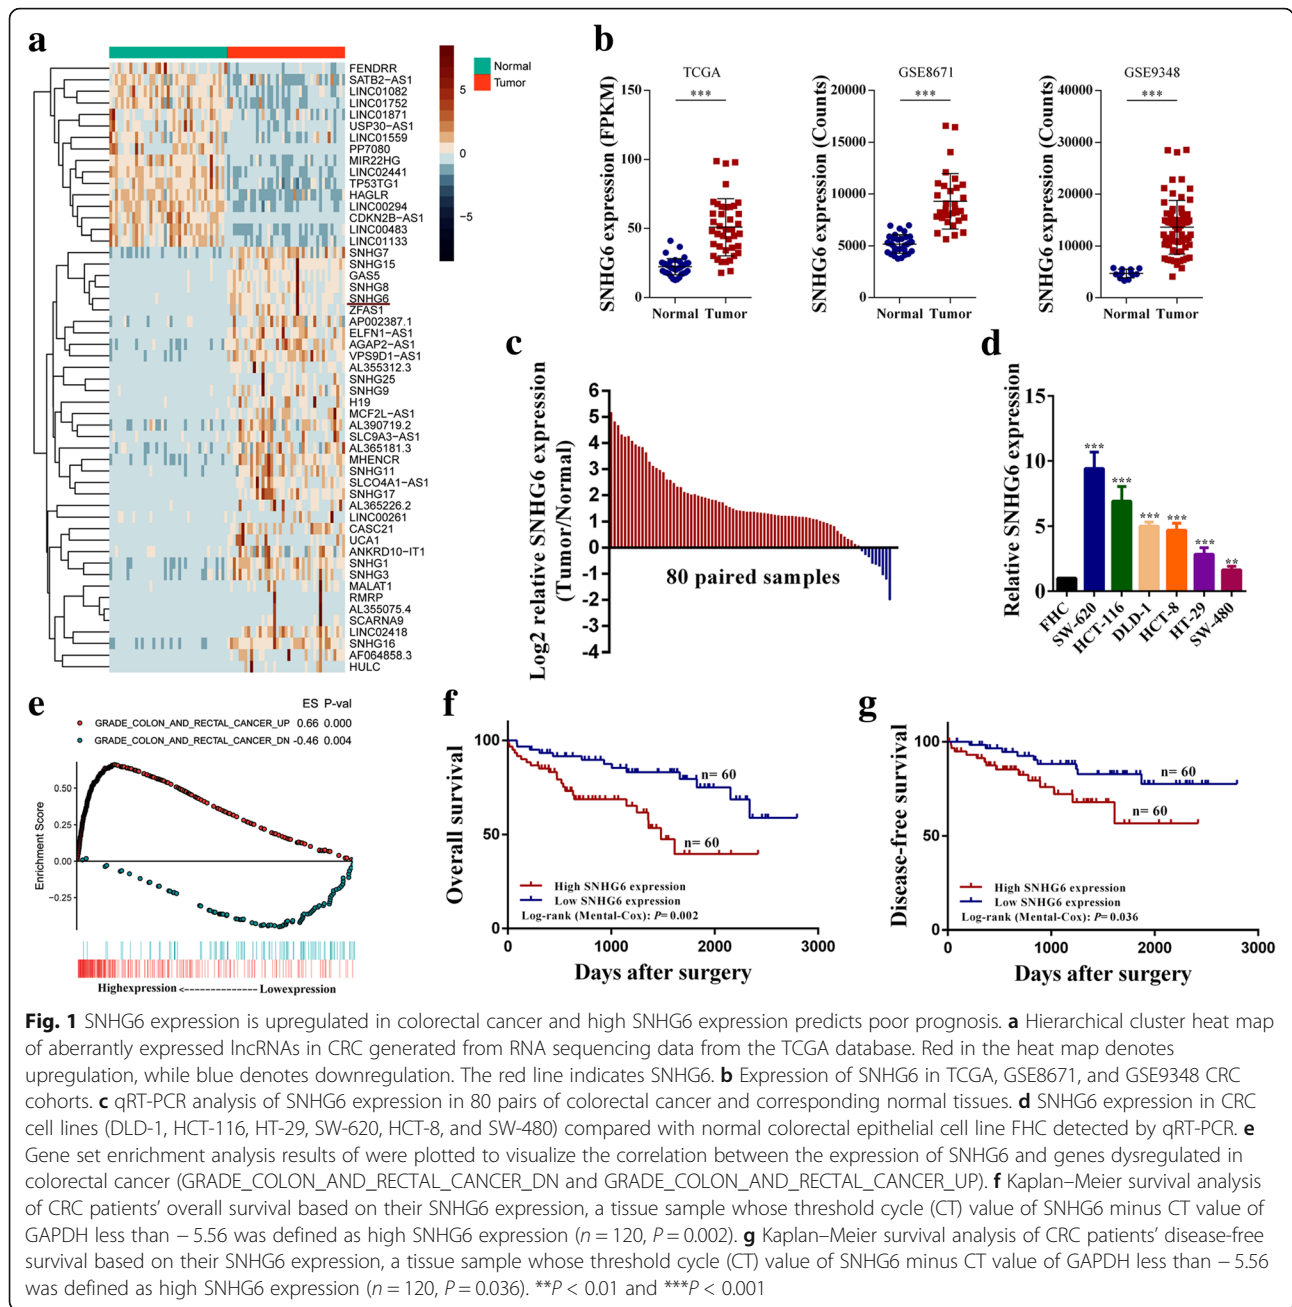 a
Normal
Tumor
5
0
−5
FENDRR
SATB2−AS1
LINC01082
LINC01752
LINC01871
USP30−AS1
LINC01559
PP7080
MIR22HG
LINC02441
TP53TG1
HAGLR
LINC00294
CDKN2B−AS1
LINC00483
LINC01133
SNHG7
SNHG15
GAS5
SNHG8
SNHG6
ZFAS1
AP002387.1
ELFN1−AS1
AGAP2−AS1
VPS9D1−AS1
AL355312.3
SNHG25
SNHG9
H19
MCF2L−AS1
AL390719.2
SLC9A3−AS1
AL365181.3
MHENCR
SNHG11
SLCO4A1−AS1
SNHG17
AL365226.2
LINC00261
CASC21
UCA1
ANKRD10−IT1
SNHG1
SNHG3
MALAT1
RMRP
AL355075.4
SCARNA9
LINC02418
SNHG16
AF064858.3
HULC
b
TCGA
SNHG6 expression (FPKM)
150
100
50
0
***
Normal Tumor
GSE8671
SNHG6 expression (Counts)
20000
15000
10000
5000
0
***
Normal Tumor
GSE9348
SNHG6 expression (Counts)
40000
30000
20000
10000
0
***
Normal Tumor
c
Log2 relative SNHG6 expression
(Tumor/Normal)
6
5
4
3
2
1
0
-1
-2
-3
-4
80 paired samples
d
Relative SNHG6 expression
15
10
5
0
***
***
***
***
***
**
FHC
SW-620
HCT-116
DLD-1
HCT-8
HT-29
SW-480
e
ES P-val
GRADE_COLON_AND_RECTAL_CANCER_UP 0.66 0.000
GRADE_COLON_AND_RECTAL_CANCER_DN -0.46 0.004
Enrichment Score
0.50
0.25
0.00
−0.25
Highexpression <-------------- Lowexpression
f
Overall survival
100
50
0
n= 60
n= 60
High SNHG6 expression
Low SNHG6 expression
Log-rank (Mental-Cox): P=0.002
0 1000 2000 3000
Days after surgery
g
Disease-free survival
100
50
0
n= 60
n= 60
High SNHG6 expression
Low SNHG6 expression
Log-rank (Mental-Cox): P=0.036
0 1000 2000 3000
Days after surgery
Fig. 1 SNHG6 expression is upregulated in colorectal cancer and high SNHG6 expression predicts poor prognosis. a Hierarchical cluster heat map
of aberrantly expressed lncRNAs in CRC generated from RNA sequencing data from the TCGA database. Red in the heat map denotes
upregulation, while blue denotes downregulation. The red line indicates SNHG6. b Expression of SNHG6 in TCGA, GSE8671, and GSE9348 CRC
cohorts. c qRT-PCR analysis of SNHG6 expression in 80 pairs of colorectal cancer and corresponding normal tissues. d SNHG6 expression in CRC
cell lines (DLD-1, HCT-116, HT-29, SW-620, HCT-8, and SW-480) compared with normal colorectal epithelial cell line FHC detected by qRT-PCR. e
Gene set enrichment analysis results of were plotted to visualize the correlation between the expression of SNHG6 and genes dysregulated in
colorectal cancer (GRADE_COLON_AND_RECTAL_CANCER_DN and GRADE_COLON_AND_RECTAL_CANCER_UP). f Kaplan–Meier survival analysis
of CRC patients’ overall survival based on their SNHG6 expression, a tissue sample whose threshold cycle (CT) value of SNHG6 minus CT value of
GAPDH less than − 5.56 was defined as high SNHG6 expression (n = 120, P = 0.002). g Kaplan–Meier survival analysis of CRC patients’ disease-free
survival based on their SNHG6 expression, a tissue sample whose threshold cycle (CT) value of SNHG6 minus CT value of GAPDH less than − 5.56
was defined as high SNHG6 expression (n = 120, P = 0.036). **P < 0.01 and ***P < 0.001